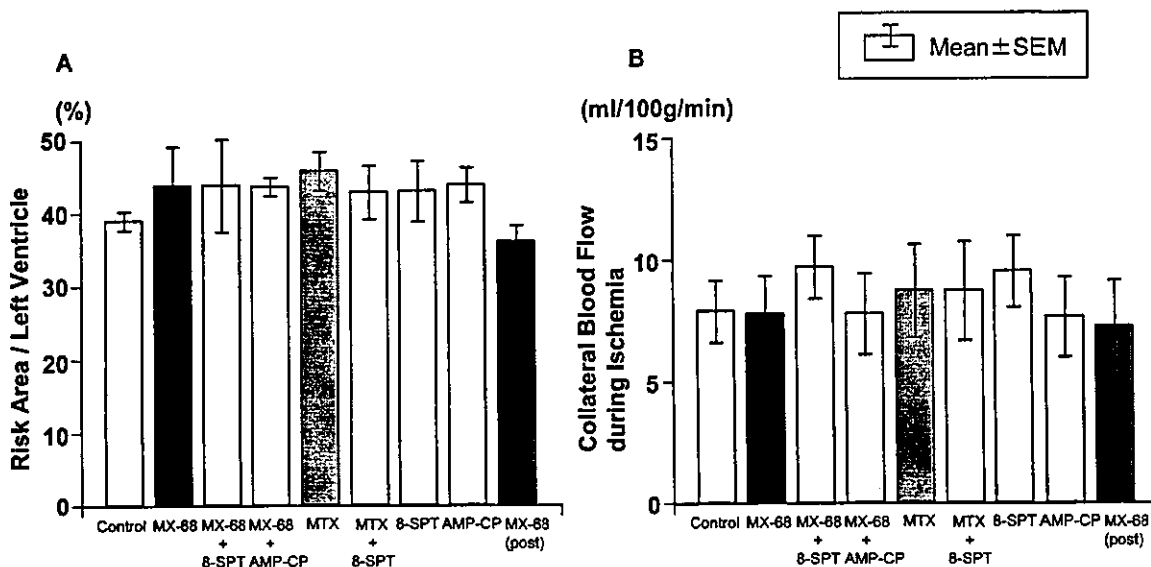 Mean±SEM
A
(%)
Risk Area / Left Ventricle
50
40
30
20
10
0
Control MX-68 MX-68 MX-68 MTX MTX 8-SPT AMP-CP MX-68
+ + + (post)
8-SPT AMP-CP 8-SPT
B
(ml/100g/min)
Collateral Blood Flow
during Ischemia
15
10
5
0
Control MX-68 MX-68 MX-68 MTX MTX 8-SPT AMP-CP MX-68
+ + + (post)
8-SPT AMP-CP 8-SPT